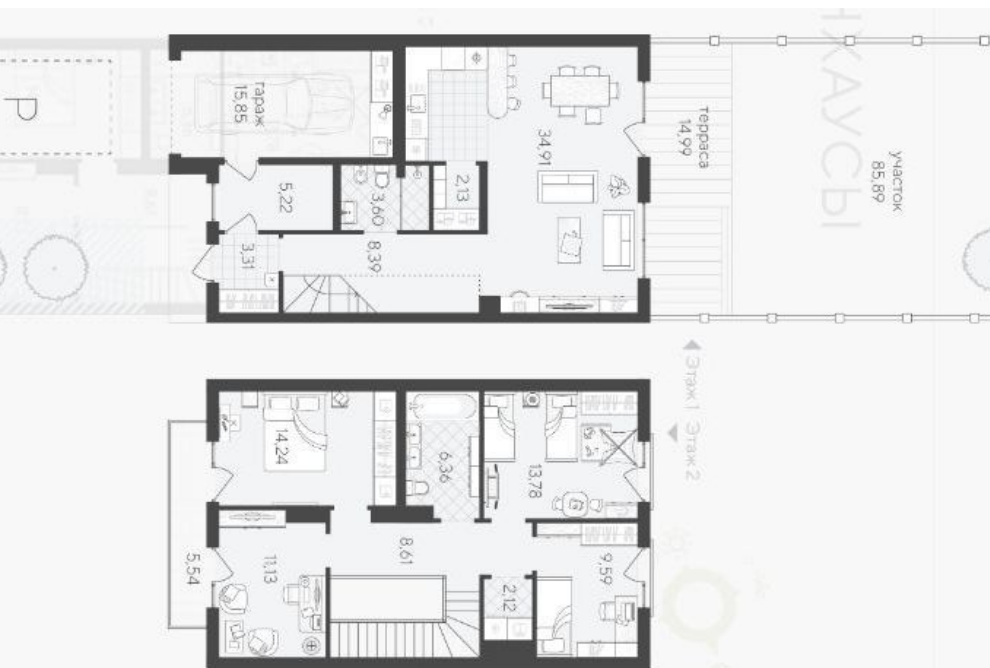 P
гараж
15,85
5,22
3,31
3,60
8,39
2,13
34,91
терраса
14,99
НХАУСЫ
участок
85,89
Этаж 1
Этаж 2
14,24
6,36
13,78
5,54
11,13
8,61
2,12
9,59